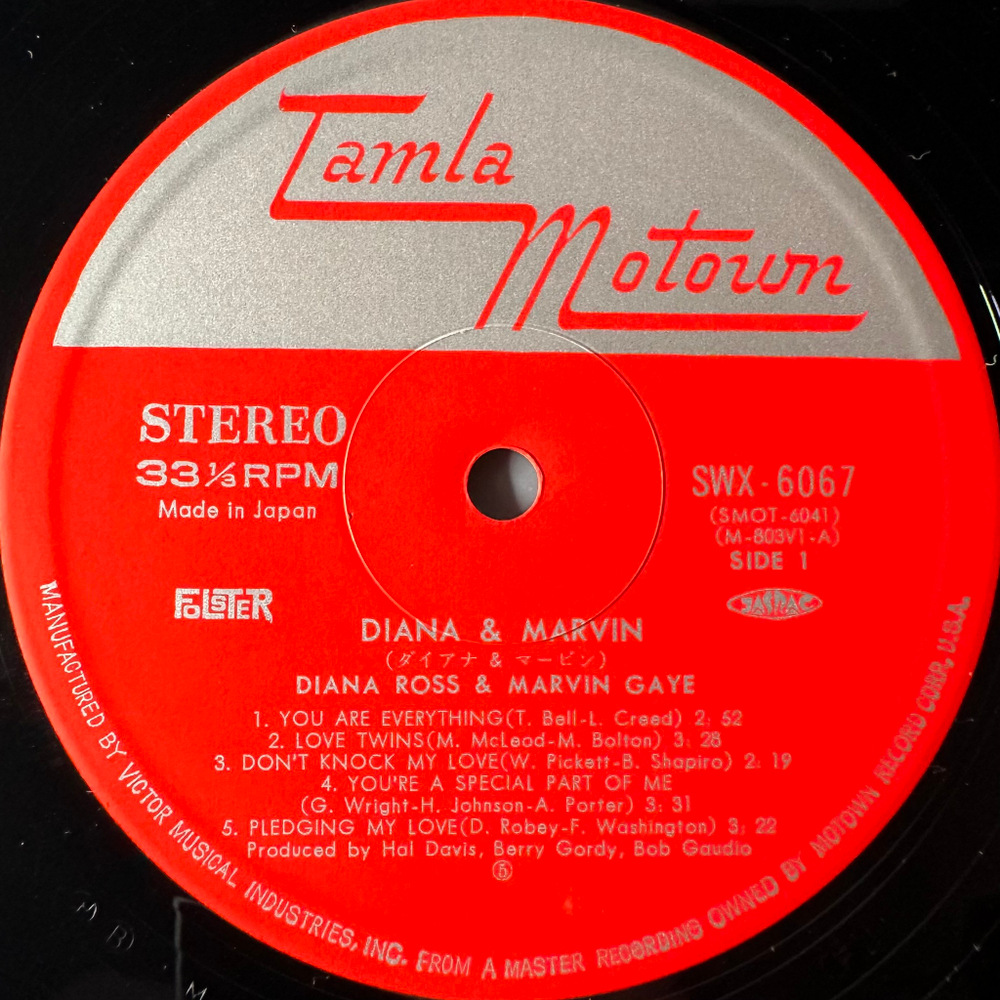 Tamla
Motown
STEREO
33⅓RPM
Made in Japan
SWX-6067
(SMOT-6041)
(M-803V1-A)
SIDE 1
FOLSTER
JASRAC
DIANA & MARVIN
(ダイアナ & マービン)
DIANA ROSS & MARVIN GAYE
1. YOU ARE EVERYTHING(T. Bell-L. Creed) 2:52
2. LOVE TWINS(M. McLeod-M. Bolton) 3:28
3. DON'T KNOCK MY LOVE(W. Pickett-B. Shapiro) 2:19
4. YOU'RE A SPECIAL PART OF ME
(G. Wright-H. Johnson-A. Porter) 3:31
5. PLEDGING MY LOVE(D. Robey-F. Washington) 3:22
Produced by Hal Davis, Berry Gordy, Bob Gaudio
MANUFACTURED BY VICTOR MUSICAL INDUSTRIES, INC. FROM A MASTER RECORDING OWNED BY MOTOWN RECORD CORP, U.S.A.